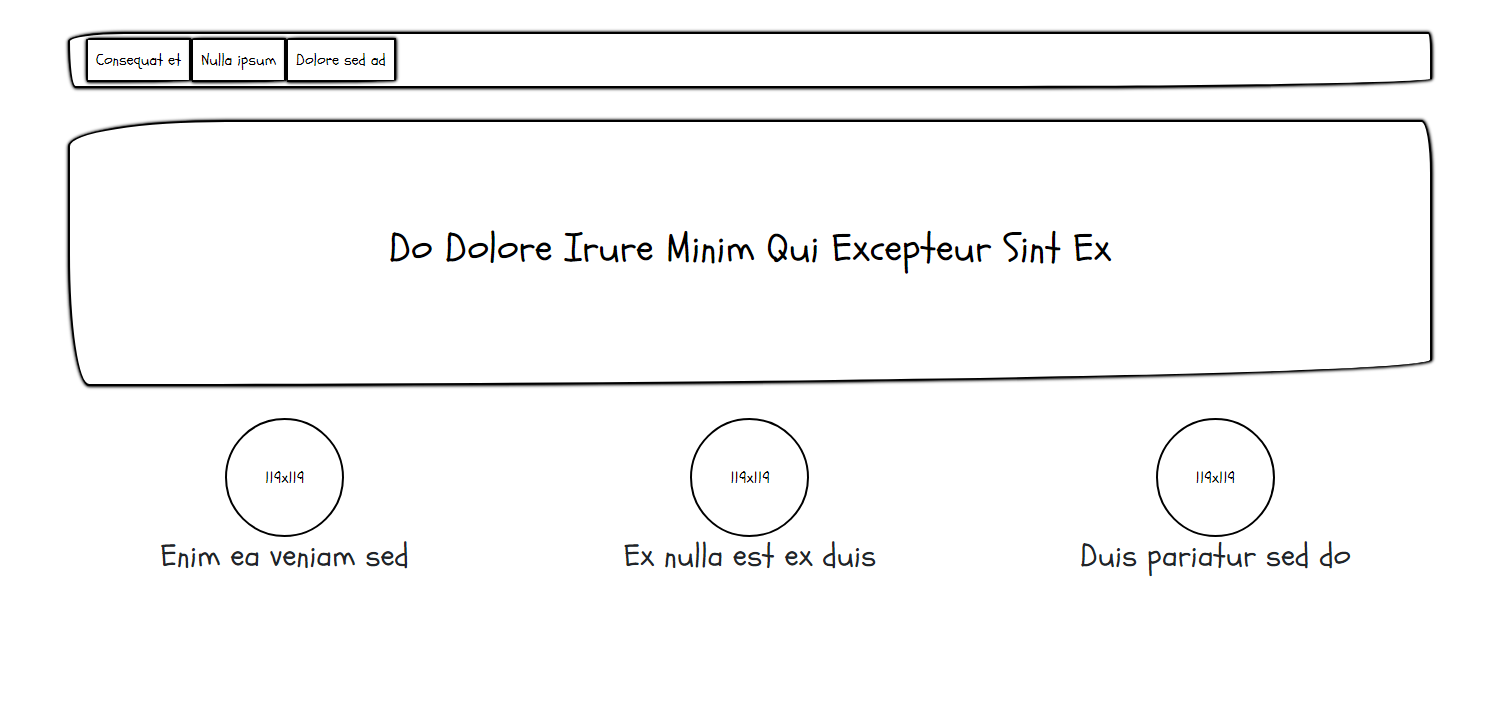 Consequat et Nulla ipsum Dolore sed ad
Do Dolore Irure Minim Qui Excepteur Sint Ex
119x119 119x119 119x119
Enim ea veniam sed Ex nulla est ex duis Duis pariatur sed do